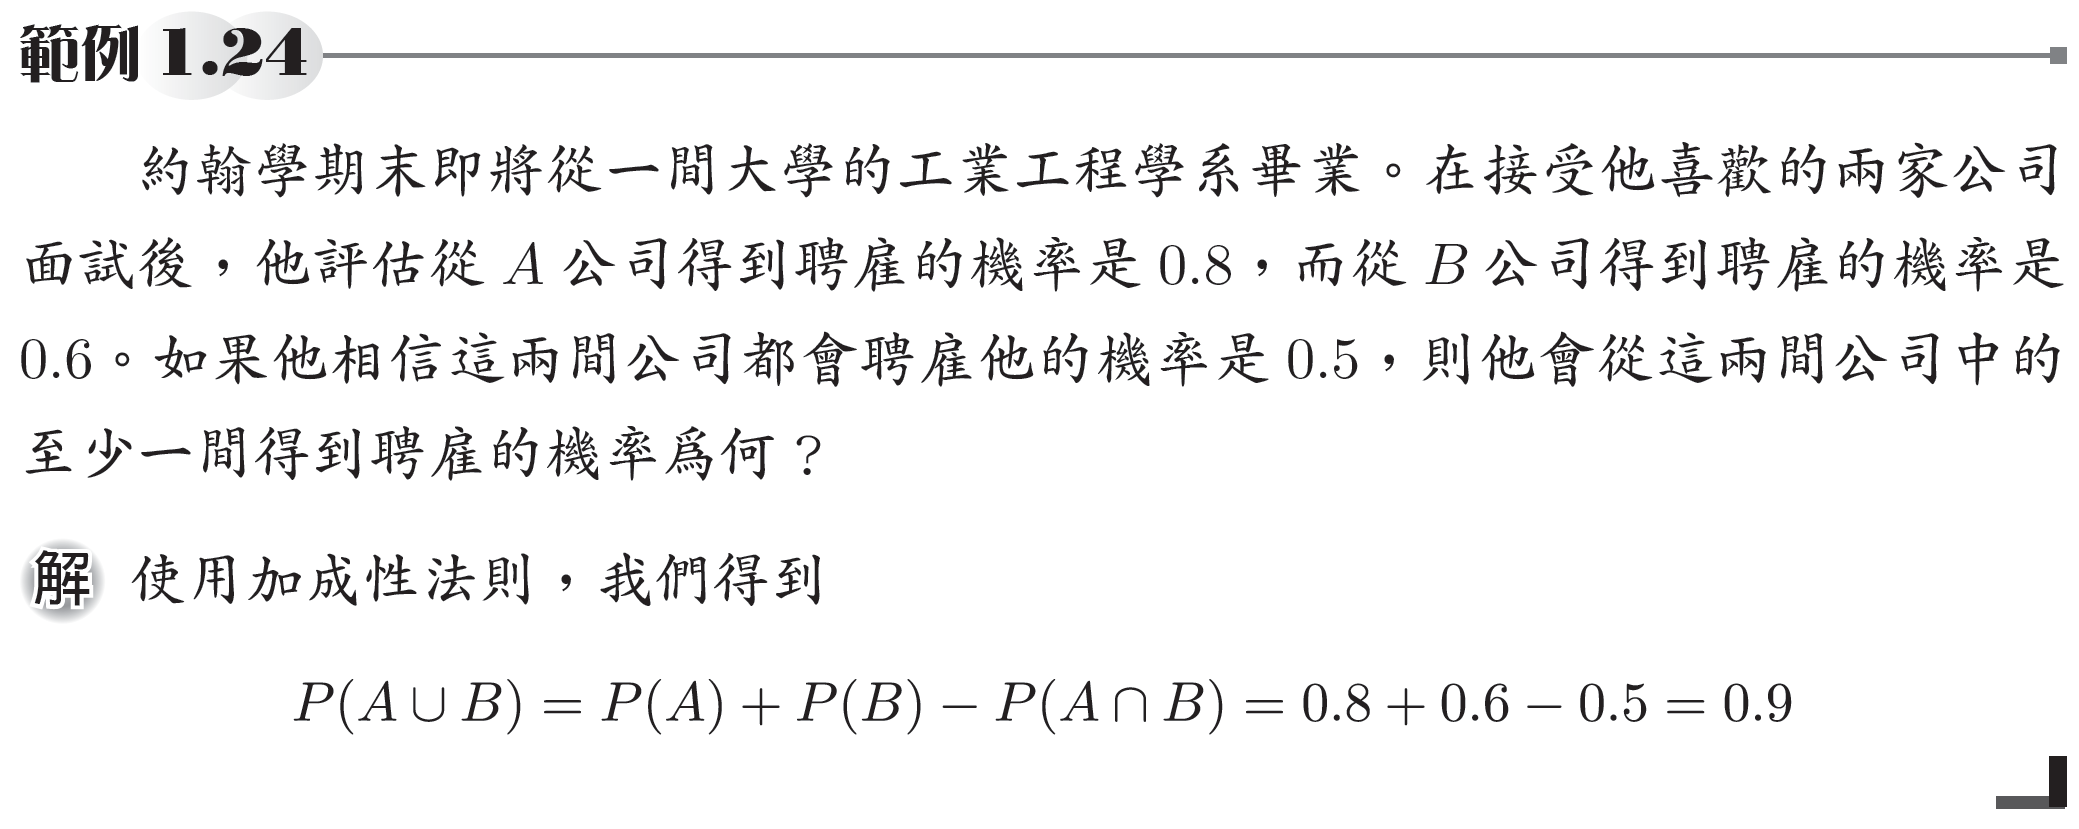 範例 1.24
約翰學期末即將從一間大學的工業工程學系畢業。在接受他喜歡的兩家公司
面試後，他評估從 A 公司得到聘雇的機率是 0.8，而從 B 公司得到聘雇的機率是
0.6。如果他相信這兩間公司都會聘雇他的機率是 0.5，則他會從這兩間公司中的
至少一間得到聘雇的機率爲何？
解 使用加成性法則，我們得到
P(A ∪ B) = P(A) + P(B) − P(A ∩ B) = 0.8 + 0.6 − 0.5 = 0.9